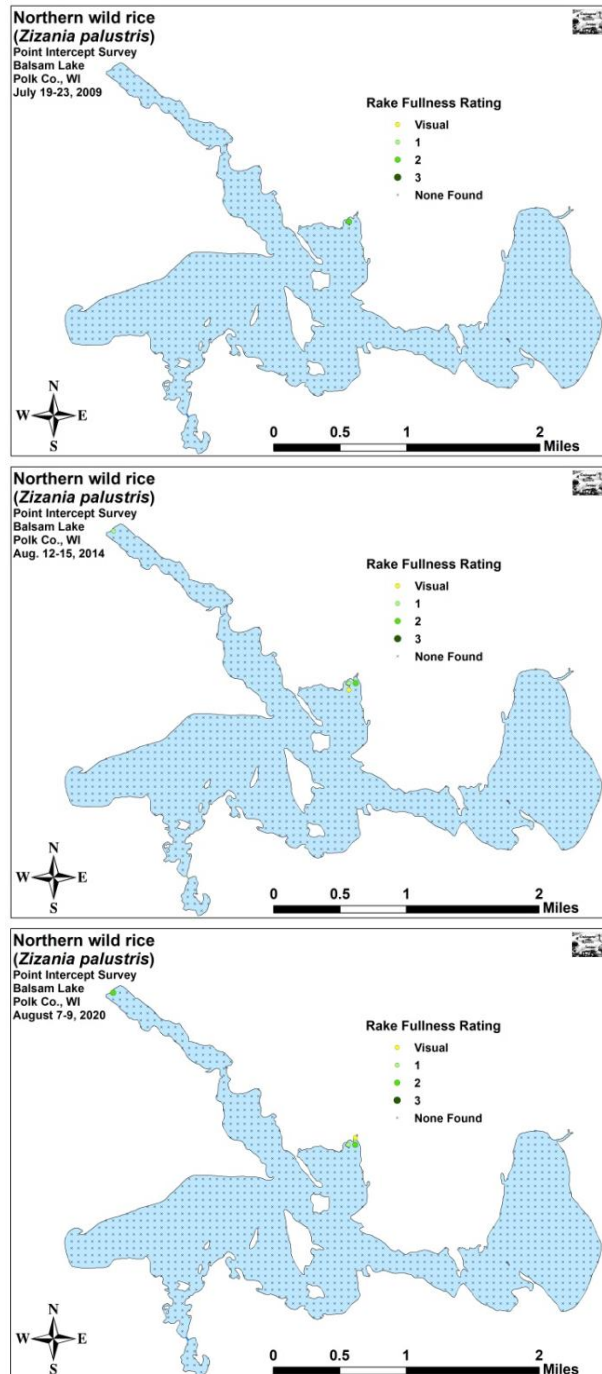 Northern wild rice
(Zizania palustris)
Point Intercept Survey
Balsam Lake
Polk Co., WI
July 19-23, 2009
Rake Fullness Rating
Visual
1
2
3
None Found
N
W E
S
0 0.5 1 2
Miles
Northern wild rice
(Zizania palustris)
Point Intercept Survey
Balsam Lake
Polk Co., WI
Aug. 12-15, 2014
Rake Fullness Rating
Visual
1
2
3
None Found
N
W E
S
0 0.5 1 2
Miles
Northern wild rice
(Zizania palustris)
Point Intercept Survey
Balsam Lake
Polk Co., WI
August 7-9, 2020
Rake Fullness Rating
Visual
1
2
3
None Found
N
W E
S
0 0.5 1 2
Miles